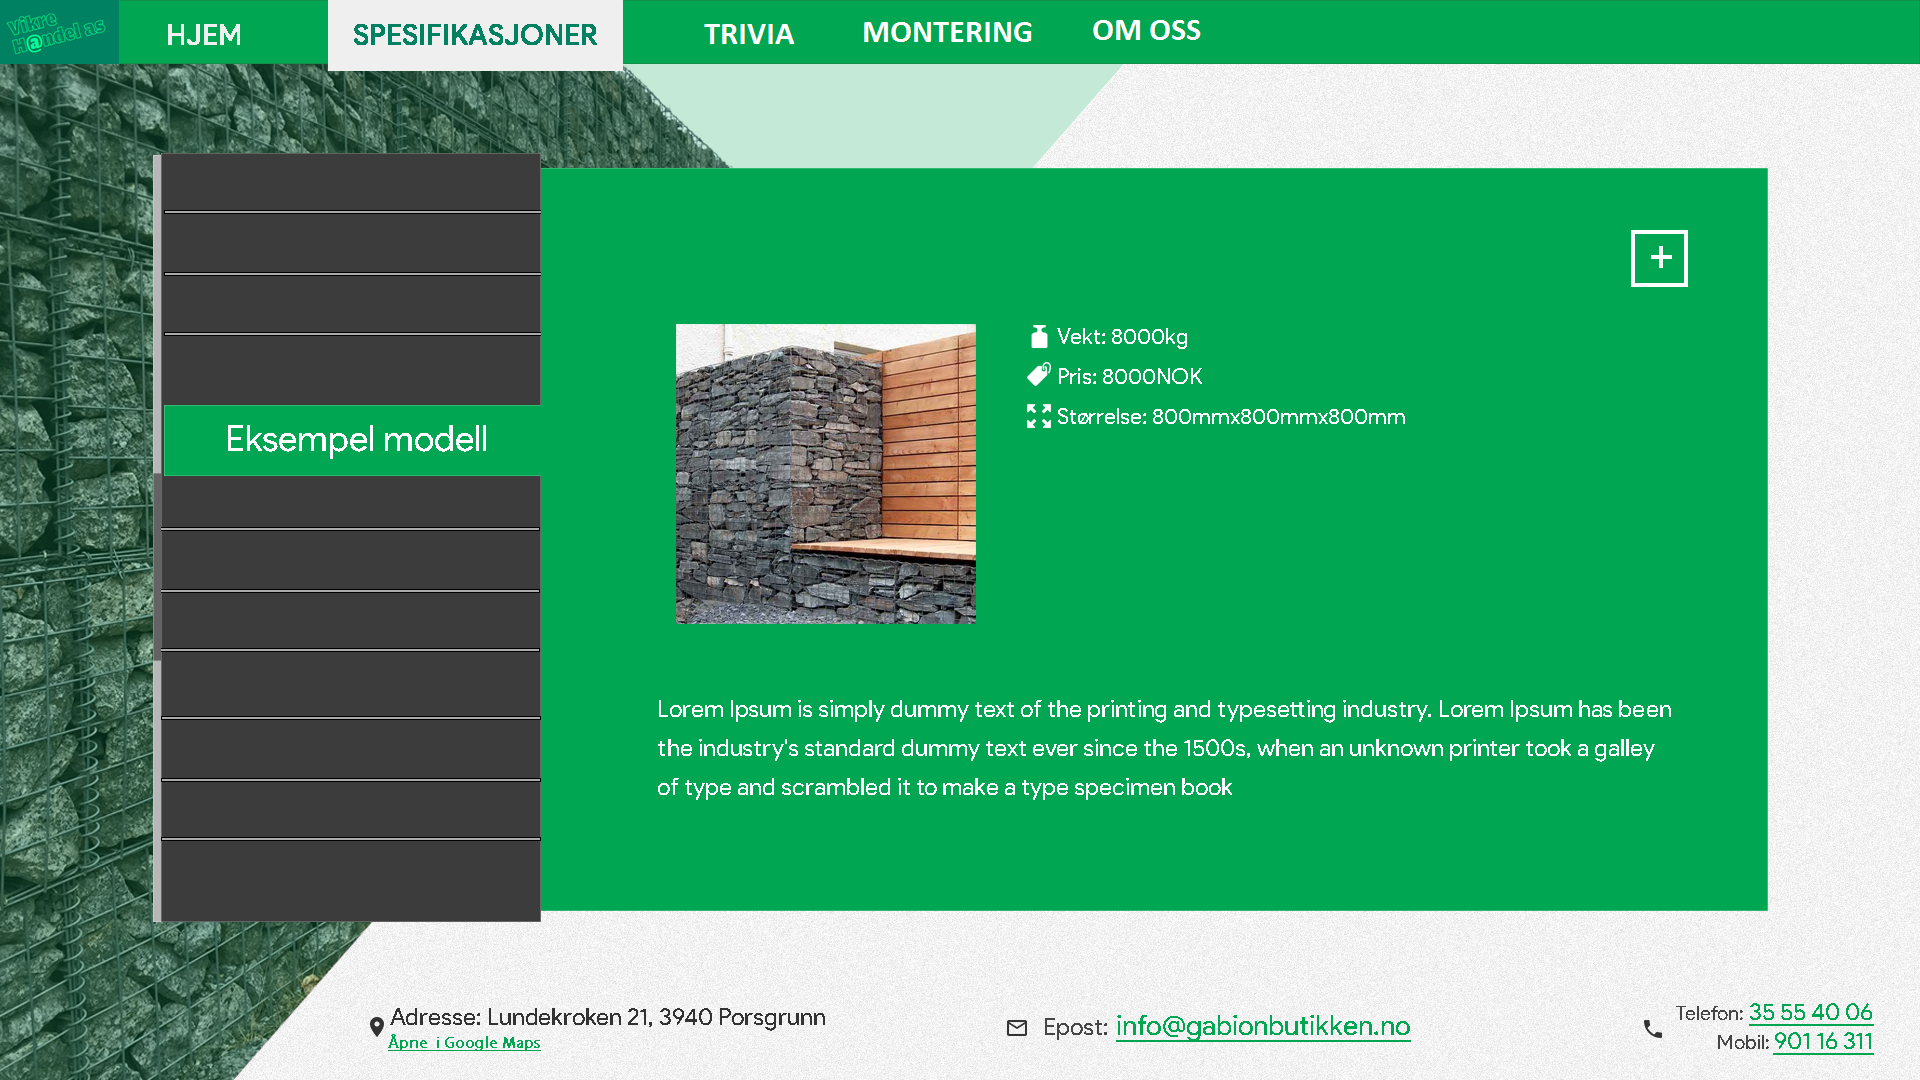 Vikre
H@ndel as
HJEM
SPESIFIKASJONER
TRIVIA
MONTERING
OM OSS
Eksempel modell
+
Vekt: 8000kg
Pris: 8000NOK
Størrelse: 800mmx800mmx800mm
Lorem Ipsum is simply dummy text of the printing and typesetting industry. Lorem Ipsum has been
the industry's standard dummy text ever since the 1500s, when an unknown printer took a galley
of type and scrambled it to make a type specimen book
Adresse: Lundekroken 21, 3940 Porsgrunn
Åpne i Google Maps
Epost: info@gabionbutikken.no
Telefon: 35 55 40 06
Mobil: 901 16 311